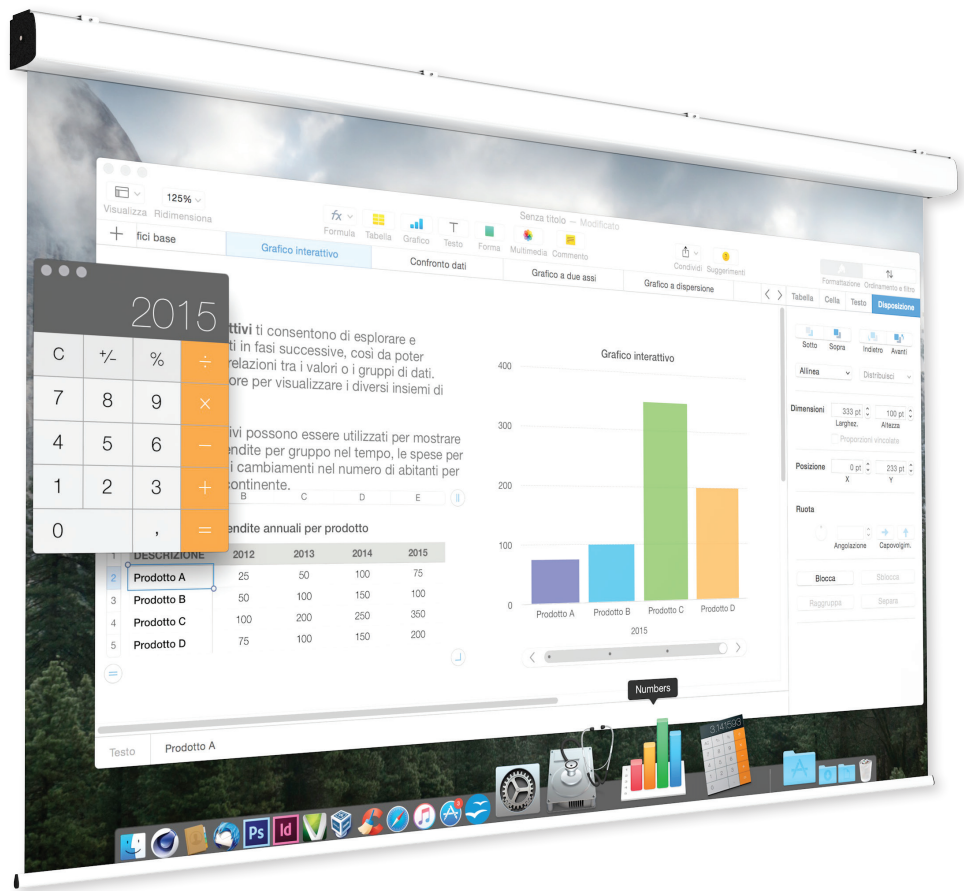 125%
Visualizza Ridimensiona
fx
Formula Tabella Grafico Testo Forma Multimedia Commento
Senza titolo — Modificato
Condividi Suggerimenti
Formattazione Ordinamento e filtro
+ fici base
Grafico interattivo
Confronto dati
Grafico a due assi
Grafico a dispersione
Tabella Cella Testo Disposizione
2015
C +/− % ÷
7 8 9 ×
4 5 6 −
1 2 3 +
0 , =
ttivi ti consentono di esplorare e
ti in fasi successive, così da poter
relazioni tra i valori o i gruppi di dati.
ore per visualizzare i diversi insiemi di
ivi possono essere utilizzati per mostrare
endite per gruppo nel tempo, le spese per
i cambiamenti nel numero di abitanti per
continente.
B C D E
endite annuali per prodotto
1 DESCRIZIONE 2012 2013 2014 2015
2 Prodotto A 25 50 100 75
3 Prodotto B 50 100 150 100
4 Prodotto C 100 200 250 350
5 Prodotto D 75 100 150 200
Grafico interattivo
400
300
200
100
0
Prodotto A Prodotto B Prodotto C Prodotto D
2015
Sotto Sopra Indietro Avanti
Allinea Distribuisci
Dimensioni 333 pt 100 pt
Larghez. Altezza
Proporzioni vincolate
Posizione 0 pt 233 pt
X Y
Ruota
Angolazione Capovolgim.
Blocca Sblocca
Raggruppa Separa
Testo Prodotto A
Numbers
3,141593
Ps Id